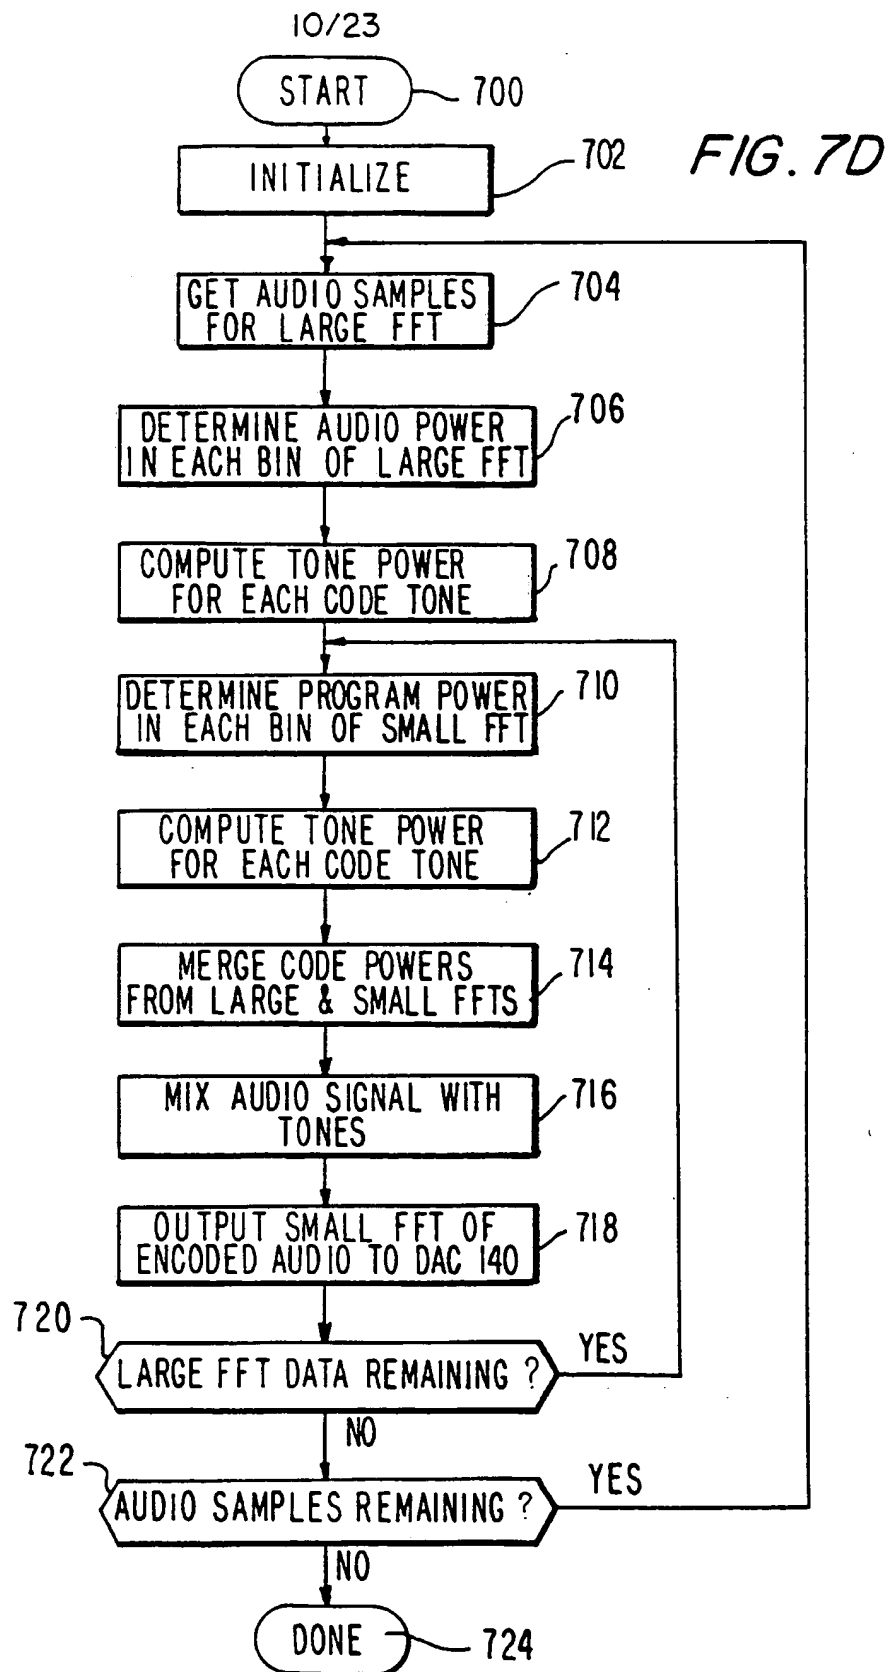 10/23
START
700
FIG. 7D
INITIALIZE
702
GET AUDIO SAMPLES
FOR LARGE FFT
704
DETERMINE AUDIO POWER
IN EACH BIN OF LARGE FFT
706
COMPUTE TONE POWER
FOR EACH CODE TONE
708
DETERMINE PROGRAM POWER
IN EACH BIN OF SMALL FFT
710
COMPUTE TONE POWER
FOR EACH CODE TONE
712
MERGE CODE POWERS
FROM LARGE & SMALL FFTS
714
MIX AUDIO SIGNAL WITH
TONES
716
OUTPUT SMALL FFT OF
ENCODED AUDIO TO DAC 140
718
720
LARGE FFT DATA REMAINING ?
YES
NO
722
AUDIO SAMPLES REMAINING ?
YES
NO
DONE
724